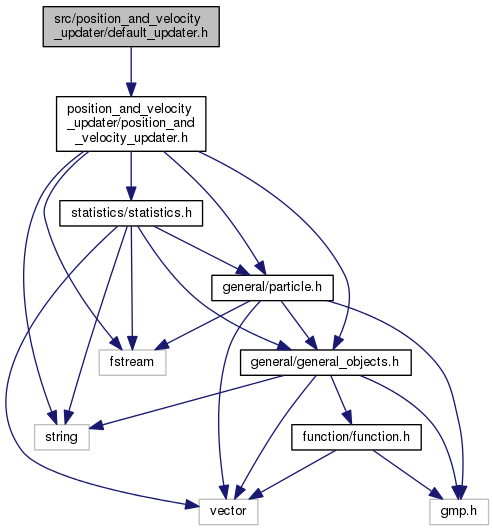 src/position_and_velocity
_updater/default_updater.h
position_and_velocity
_updater/position_and
_velocity_updater.h
statistics/statistics.h
general/particle.h
fstream
general/general_objects.h
string
function/function.h
vector
gmp.h